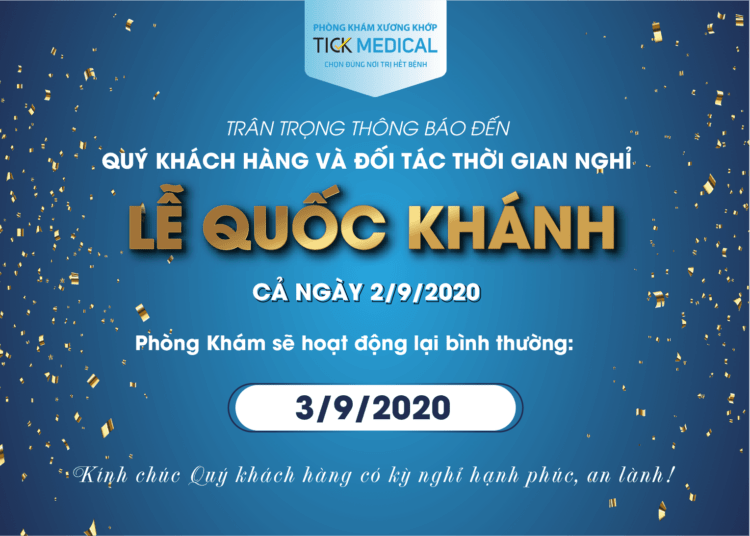 PHÒNG KHÁM XƯƠNG KHỚP
TICK MEDICAL
CHỌN ĐÚNG NƠI TRỊ HẾT BỆNH
TRÂN TRỌNG THÔNG BÁO ĐẾN
QUÝ KHÁCH HÀNG VÀ ĐỐI TÁC THỜI GIAN NGHỈ
LỄ QUỐC KHÁNH
CẢ NGÀY 2/9/2020
Phòng Khám sẽ hoạt động lại bình thường:
3/9/2020
Kính chúc Quý khách hàng có kỳ nghỉ hạnh phúc, an lành!